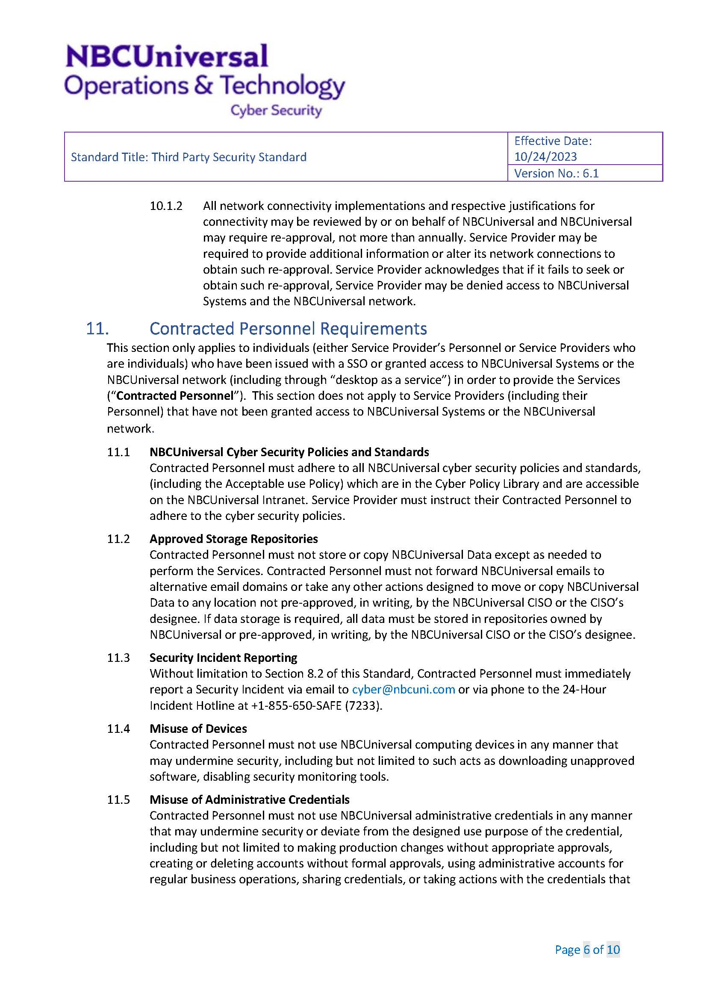 NBCUniversal
Operations & Technology
Cyber Security
Standard Title: Third Party Security Standard
Effective Date:
10/24/2023
Version No.: 6.1
10.1.2 All network connectivity implementations and respective justifications for
connectivity may be reviewed by or on behalf of NBCUniversal and NBCUniversal
may require re-approval, not more than annually. Service Provider may be
required to provide additional information or alter its network connections to
obtain such re-approval. Service Provider acknowledges that if it fails to seek or
obtain such re-approval, Service Provider may be denied access to NBCUniversal
Systems and the NBCUniversal network.
11. Contracted Personnel Requirements
This section only applies to individuals (either Service Provider’s Personnel or Service Providers who
are individuals) who have been issued with a SSO or granted access to NBCUniversal Systems or the
NBCUniversal network (including through “desktop as a service”) in order to provide the Services
(“Contracted Personnel”). This section does not apply to Service Providers (including their
Personnel) that have not been granted access to NBCUniversal Systems or the NBCUniversal
network.
11.1 NBCUniversal Cyber Security Policies and Standards
Contracted Personnel must adhere to all NBCUniversal cyber security policies and standards,
(including the Acceptable use Policy) which are in the Cyber Policy Library and are accessible
on the NBCUniversal Intranet. Service Provider must instruct their Contracted Personnel to
adhere to the cyber security policies.
11.2 Approved Storage Repositories
Contracted Personnel must not store or copy NBCUniversal Data except as needed to
perform the Services. Contracted Personnel must not forward NBCUniversal emails to
alternative email domains or take any other actions designed to move or copy NBCUniversal
Data to any location not pre-approved, in writing, by the NBCUniversal CISO or the CISO’s
designee. If data storage is required, all data must be stored in repositories owned by
NBCUniversal or pre-approved, in writing, by the NBCUniversal CISO or the CISO’s designee.
11.3 Security Incident Reporting
Without limitation to Section 8.2 of this Standard, Contracted Personnel must immediately
report a Security Incident via email to cyber@nbcuni.com or via phone to the 24-Hour
Incident Hotline at +1-855-650-SAFE (7233).
11.4 Misuse of Devices
Contracted Personnel must not use NBCUniversal computing devices in any manner that
may undermine security, including but not limited to such acts as downloading unapproved
software, disabling security monitoring tools.
11.5 Misuse of Administrative Credentials
Contracted Personnel must not use NBCUniversal administrative credentials in any manner
that may undermine security or deviate from the designed use purpose of the credential,
including but not limited to making production changes without appropriate approvals,
creating or deleting accounts without formal approvals, using administrative accounts for
regular business operations, sharing credentials, or taking actions with the credentials that
Page 6 of 10